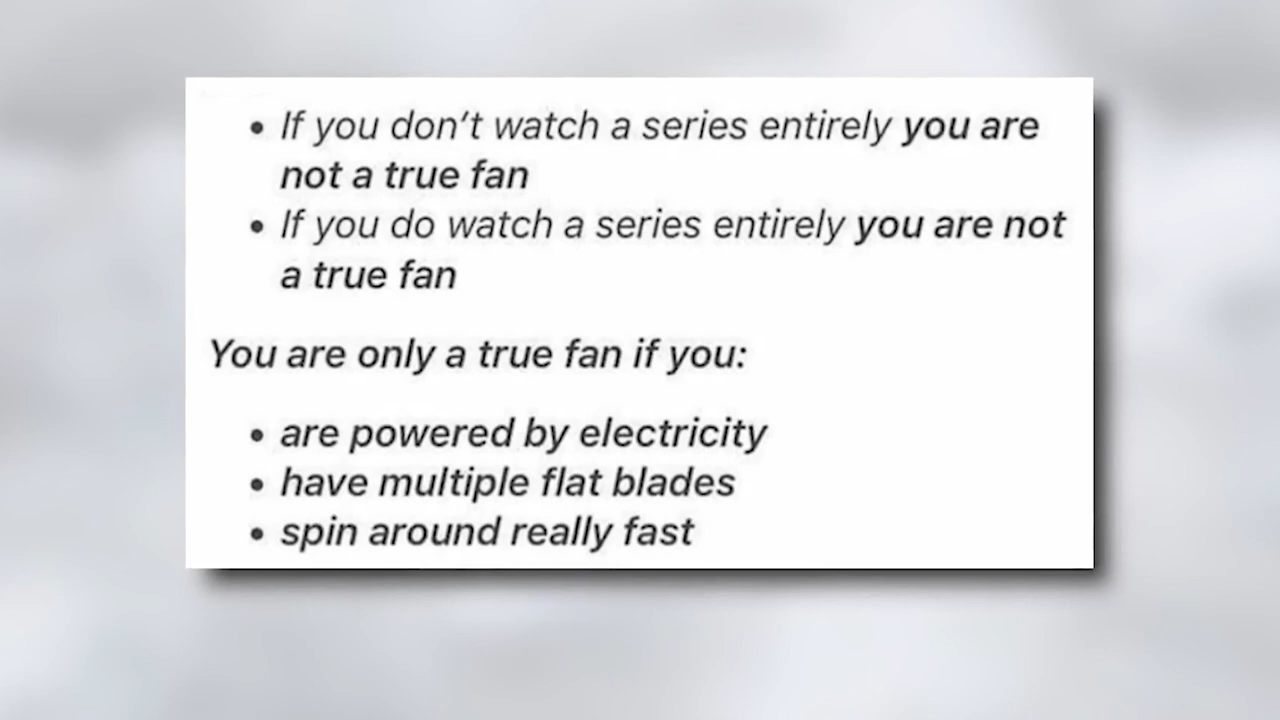 • If you don’t watch a series entirely you are
not a true fan
• If you do watch a series entirely you are not
a true fan
You are only a true fan if you:
• are powered by electricity
• have multiple flat blades
• spin around really fast